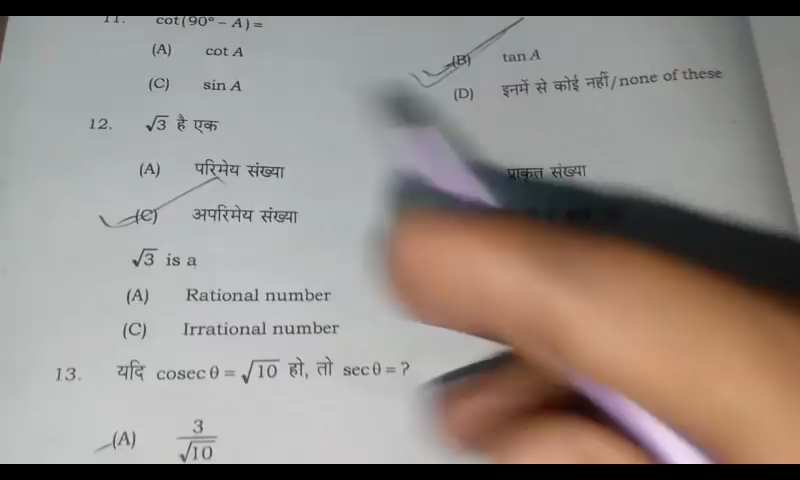 11. cot(90° – A) =
(A) cot A
(B) tan A
(C) sin A
(D) इनमें से कोई नहीं/none of these
12. √3 है एक
(A) परिमेय संख्या
प्राकृत संख्या
(C) अपरिमेय संख्या
√3 is a
(A) Rational number
(C) Irrational number
13. यदि cosec θ = √10 हो, तो sec θ = ?
(A) 3/√10